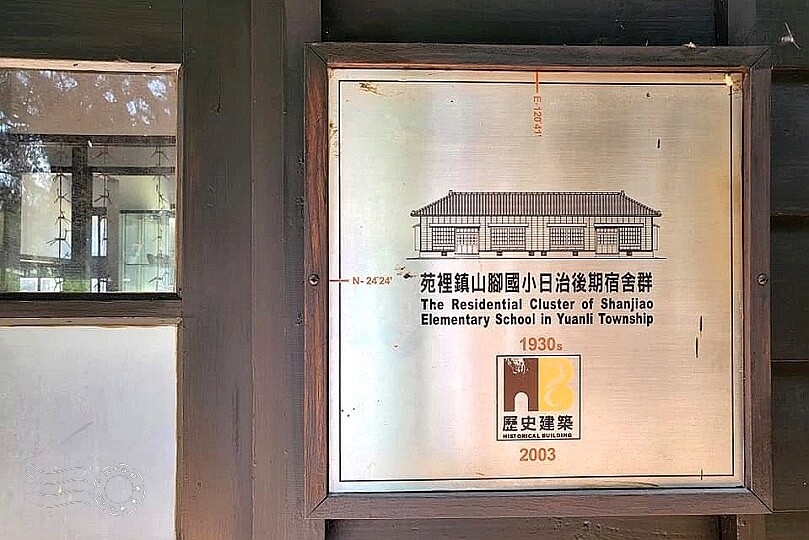 E-120°41'
N-24°24'
苑裡鎮山腳國小日治後期宿舍群
The Residential Cluster of Shanjiao
Elementary School in Yuanli Township
1930s
歷史建築
HISTORICAL BUILDING
2003